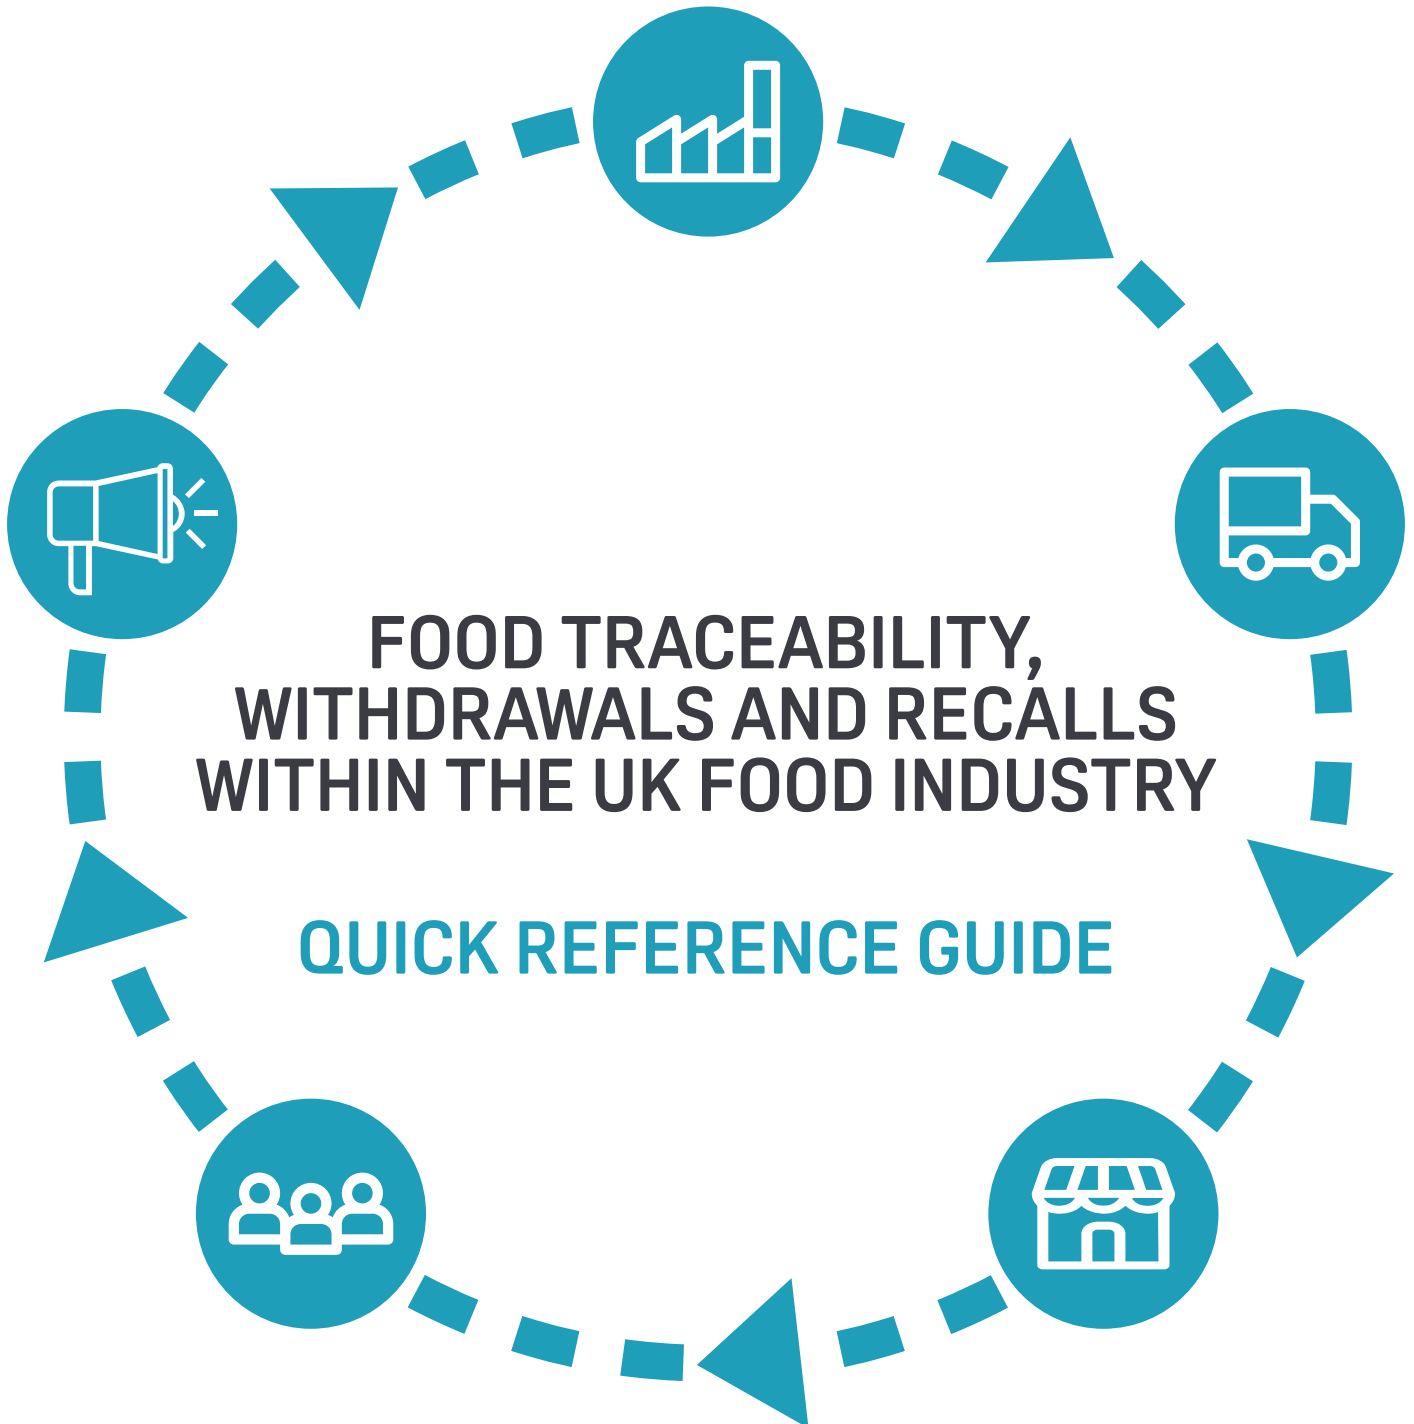 FOOD TRACEABILITY,
WITHDRAWALS AND RECALLS
WITHIN THE UK FOOD INDUSTRY
QUICK REFERENCE GUIDE